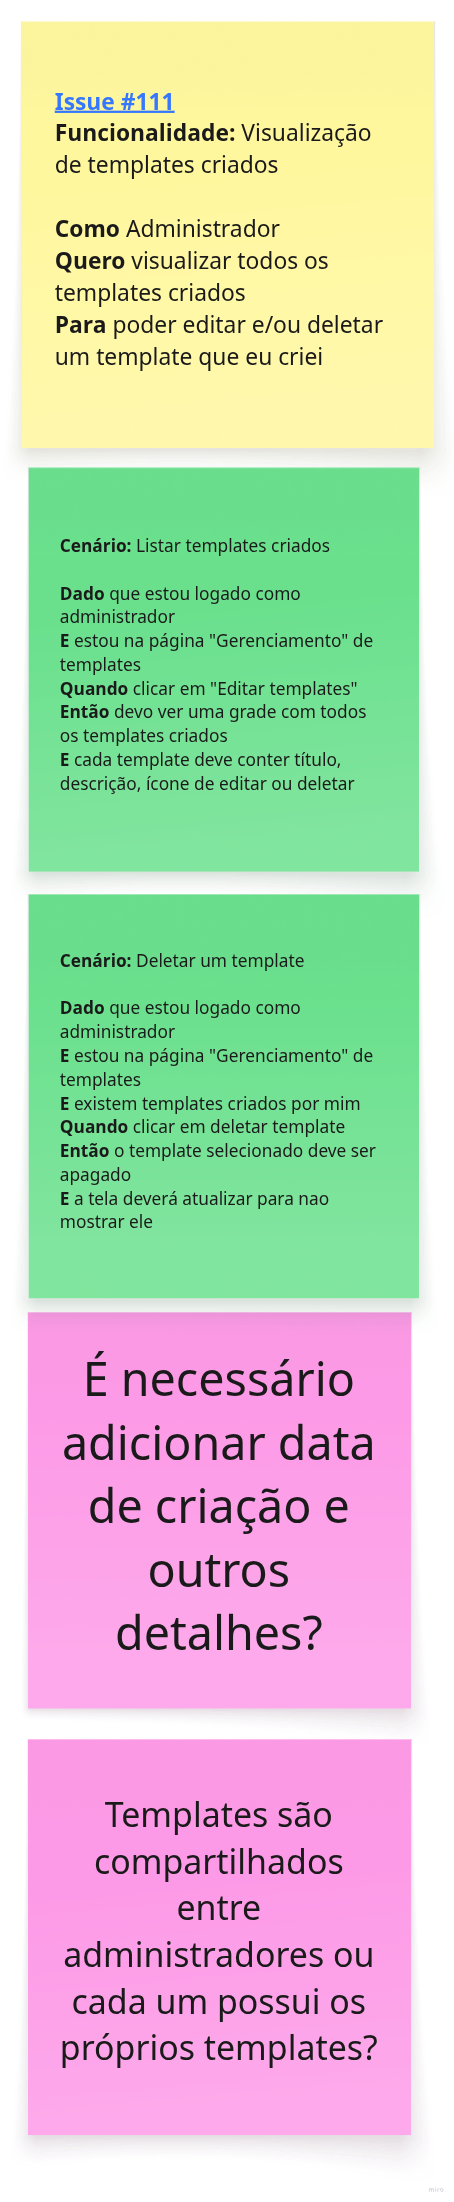 Issue #111
Funcionalidade: Visualização
de templates criados
Como Administrador
Quero visualizar todos os
templates criados
Para poder editar e/ou deletar
um template que eu criei
Cenário: Listar templates criados
Dado que estou logado como
administrador
E estou na página "Gerenciamento" de
templates
Quando clicar em "Editar templates"
Então devo ver uma grade com todos
os templates criados
E cada template deve conter título,
descrição, ícone de editar ou deletar
Cenário: Deletar um template
Dado que estou logado como
administrador
E estou na página "Gerenciamento" de
templates
E existem templates criados por mim
Quando clicar em deletar template
Então o template selecionado deve ser
apagado
E a tela deverá atualizar para nao
mostrar ele
É necessário
adicionar data
de criação e
outros
detalhes?
Templates são
compartilhados
entre
administradores ou
cada um possui os
próprios templates?
miro